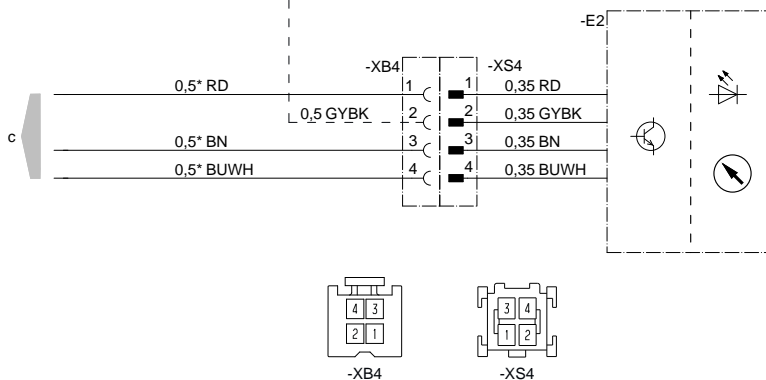 -E2
-XB4 -XS4
0,5* RD 1 1 0,35 RD
0,5 GYBK 2 2 0,35 GYBK
c
0,5* BN 3 3 0,35 BN
0,5* BUWH 4 4 0,35 BUWH
4 3 3 4
2 1 1 2
-XB4 -XS4